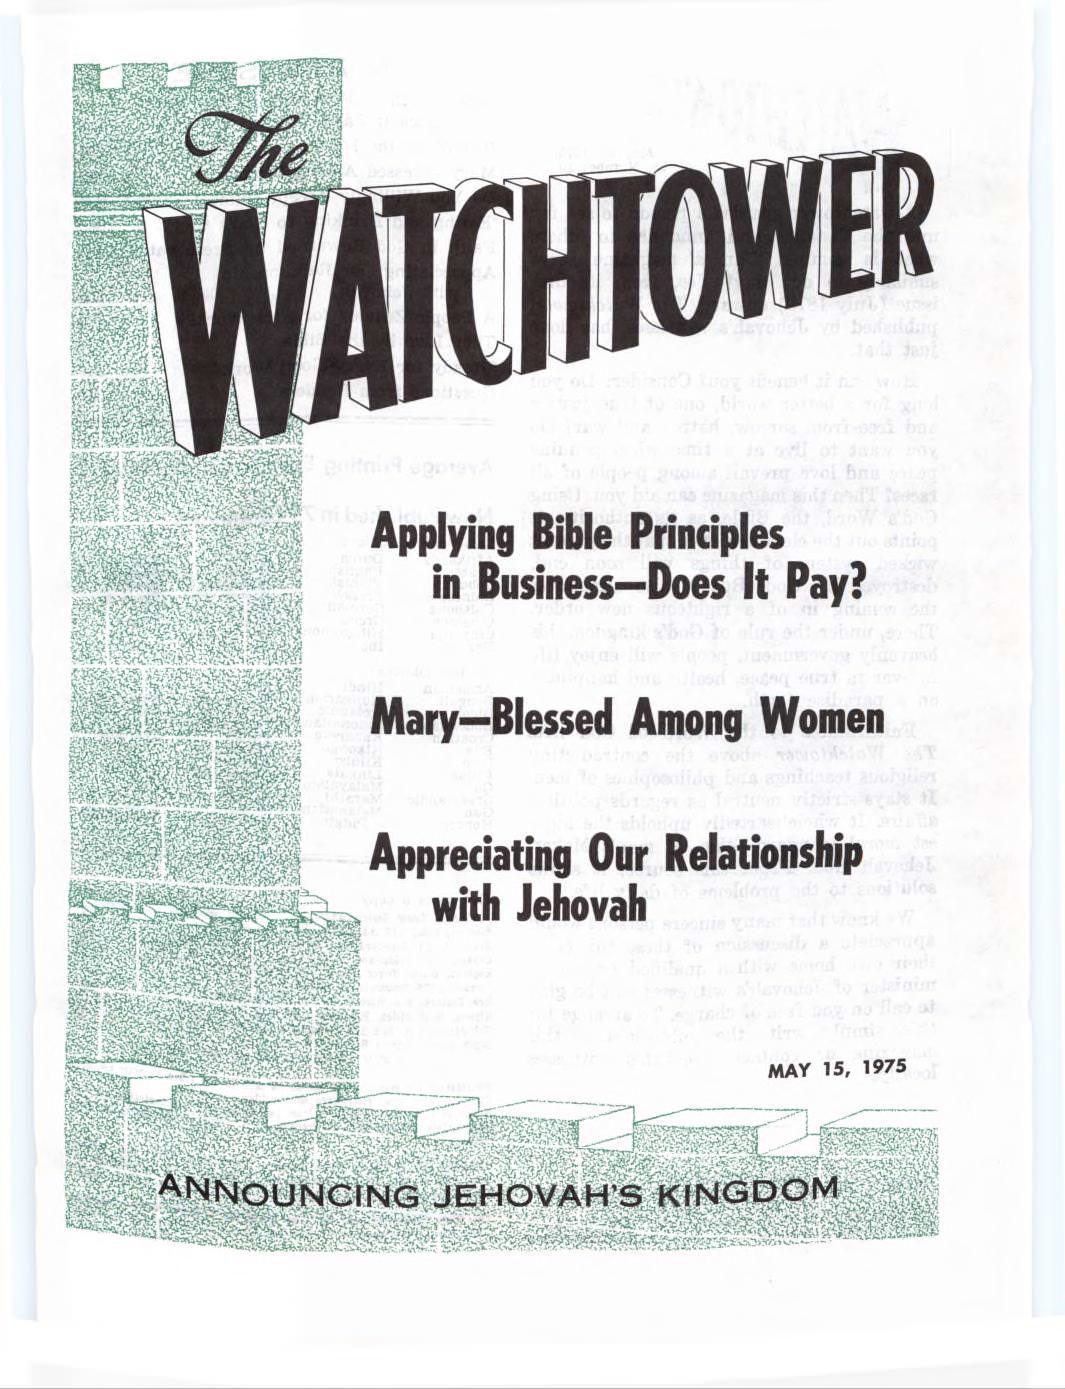 The
WATCHTOWER
Applying Bible Principles
in Business—Does It Pay?
Mary—Blessed Among Women
Appreciating Our Relationship
with Jehovah
MAY 15, 1975
ANNOUNCING JEHOVAH'S KINGDOM